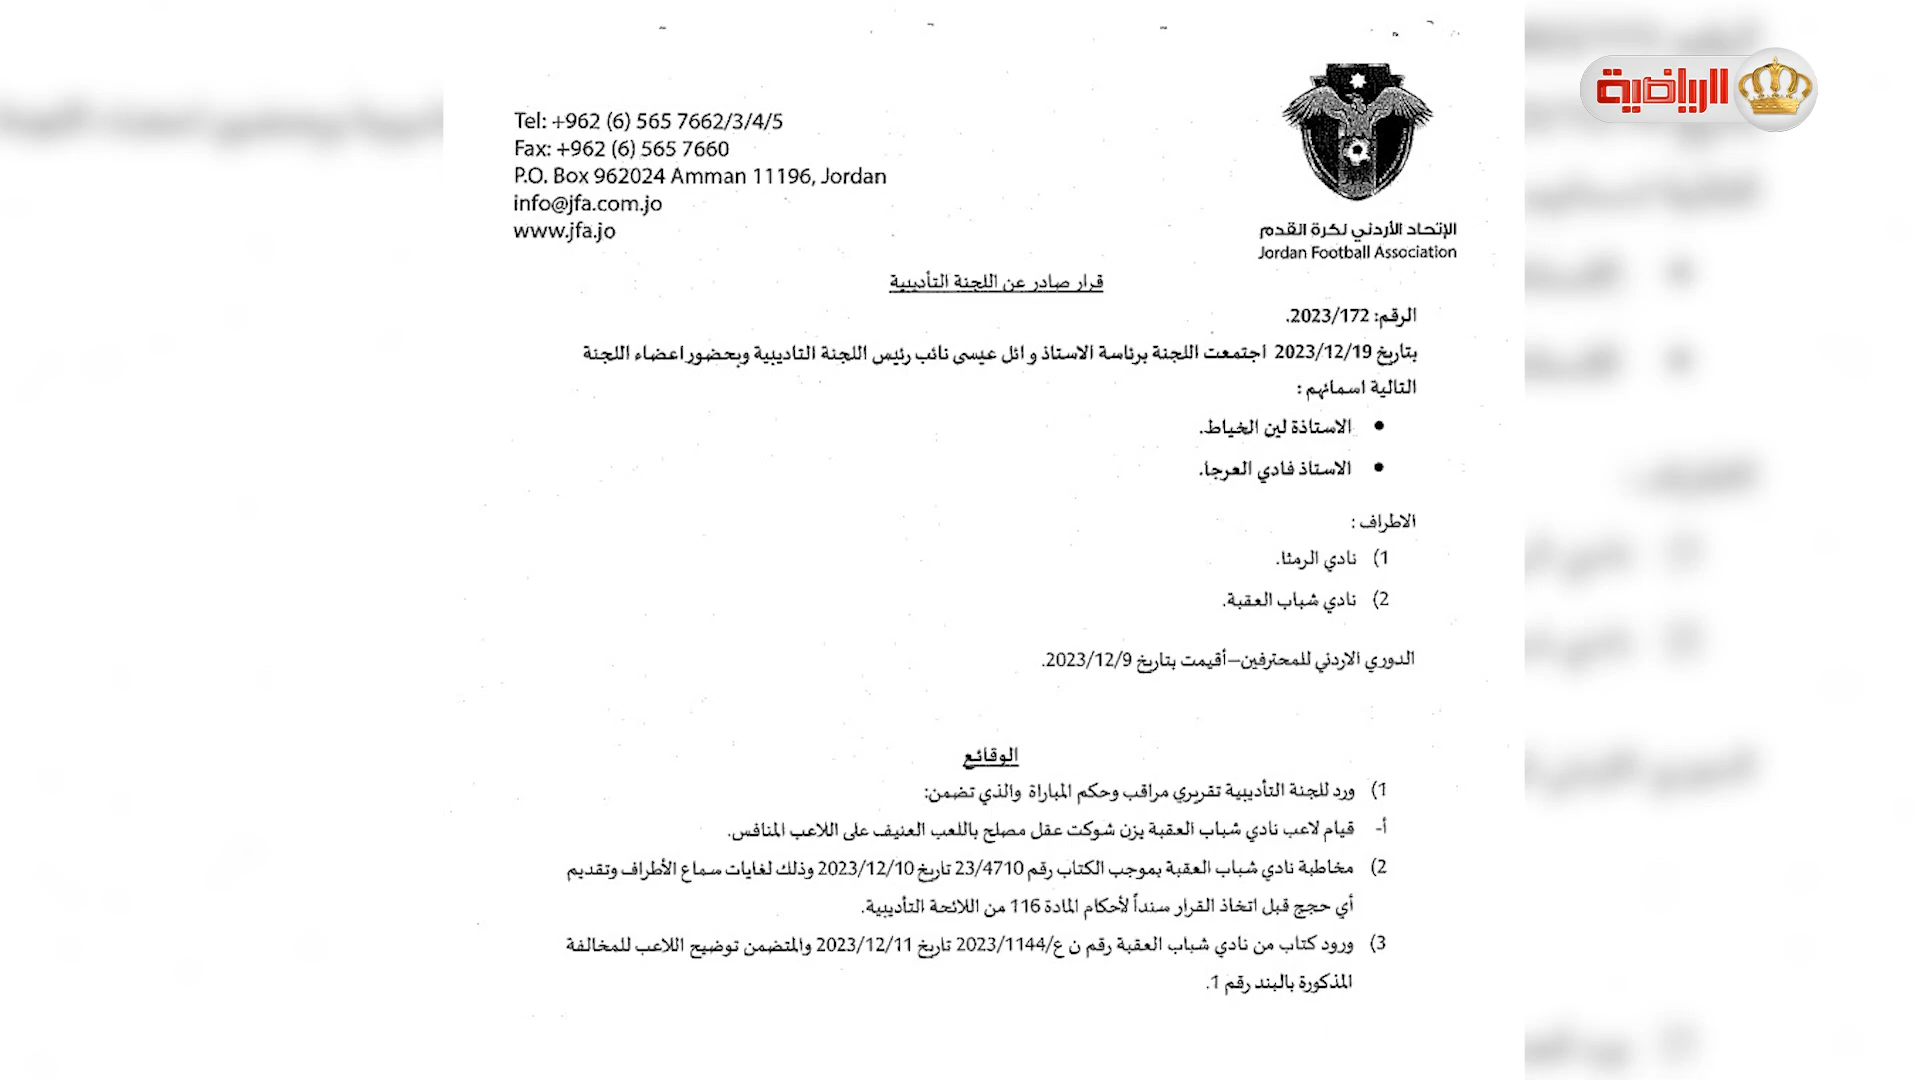 الرياضية
Tel: +962 (6) 565 7662/3/4/5
Fax: +962 (6) 565 7660
P.O. Box 962024 Amman 11196, Jordan
info@jfa.com.jo
www.jfa.jo
الإتحاد الأردني لكرة القدم
Jordan Football Association
قرار صادر عن اللجنة التأديبية
الرقم: 2023/172.
بتاريخ 2023/12/19 اجتمعت اللجنة برئاسة الاستاذ وائل عيسى نائب رئيس اللجنة التاديبية وبحضور اعضاء اللجنة
التالية اسمائهم :
● الاستاذة لين الخياط.
● الاستاذ فادي العرجا.
الاطراف :
1) نادي الرمثا.
2) نادي شباب العقبة.
الدوري الاردني للمحترفين–أقيمت بتاريخ 2023/12/9.
الوقائع
1) ورد للجنة التأديبية تقريري مراقب وحكم المباراة والذي تضمن:
أ- قيام لاعب نادي شباب العقبة يزن شوكت عقل مصلح باللعب العنيف على اللاعب المنافس.
2) مخاطبة نادي شباب العقبة بموجب الكتاب رقم 23/4710 تاريخ 2023/12/10 وذلك لغايات سماع الأطراف وتقديم
أي حجج قبل اتخاذ القرار سنداً لأحكام المادة 116 من اللائحة التأديبية.
3) ورود كتاب من نادي شباب العقبة رقم ن ع/2023/1144 تاريخ 2023/12/11 والمتضمن توضيح اللاعب للمخالفة
المذكورة بالبند رقم 1.